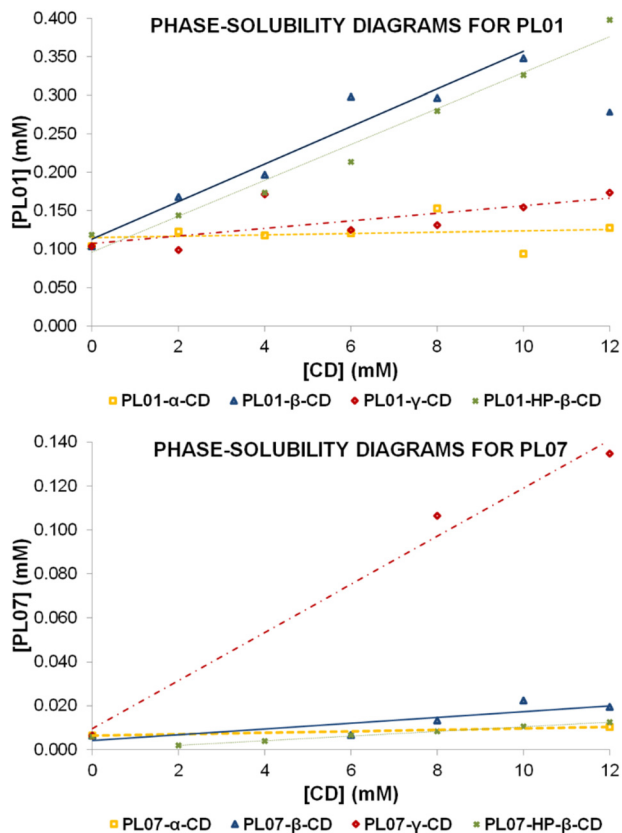 PHASE-SOLUBILITY DIAGRAMS FOR PL01
0.400
0.350
0.300
0.250
0.200
0.150
0.100
0.050
0.000
[PL01] (mM)
0 2 4 6 8 10 12
[CD] (mM)
PL01-α-CD PL01-β-CD PL01-γ-CD PL01-HP-β-CD
PHASE-SOLUBILITY DIAGRAMS FOR PL07
0.140
0.120
0.100
0.080
0.060
0.040
0.020
0.000
[PL07] (mM)
0 2 4 6 8 10 12
[CD] (mM)
PL07-α-CD PL07-β-CD PL07-γ-CD PL07-HP-β-CD